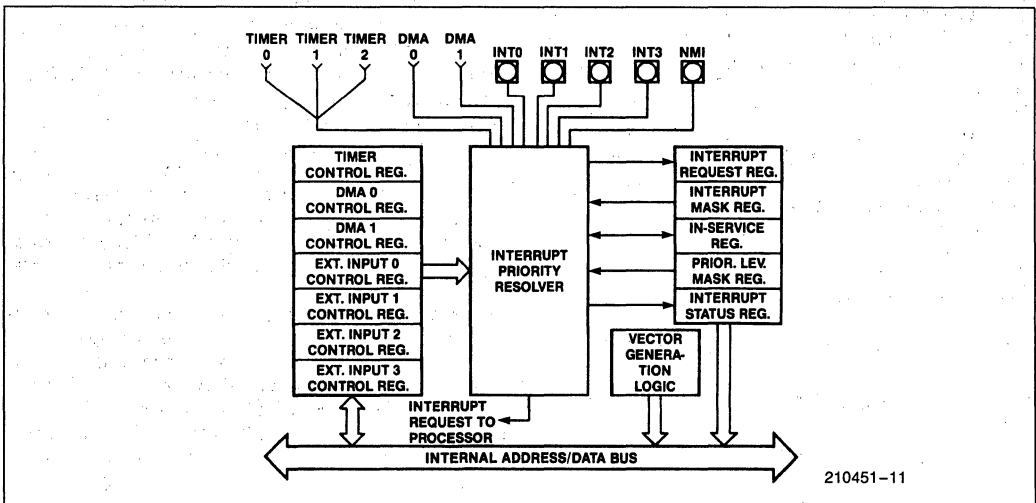 TIMER 0
TIMER 1
TIMER 2
DMA 0
DMA 1
INT0
INT1
INT2
INT3
NMI
TIMER
CONTROL REG.
DMA 0
CONTROL REG.
DMA 1
CONTROL REG.
EXT. INPUT 0
CONTROL REG.
EXT. INPUT 1
CONTROL REG.
EXT. INPUT 2
CONTROL REG.
EXT. INPUT 3
CONTROL REG.
INTERRUPT
PRIORITY
RESOLVER
INTERRUPT
REQUEST REG.
INTERRUPT
MASK REG.
IN-SERVICE
REG.
PRIOR. LEV.
MASK REG.
INTERRUPT
STATUS REG.
VECTOR
GENERA-
TION
LOGIC
INTERRUPT
REQUEST TO
PROCESSOR
INTERNAL ADDRESS/DATA BUS
210451-11